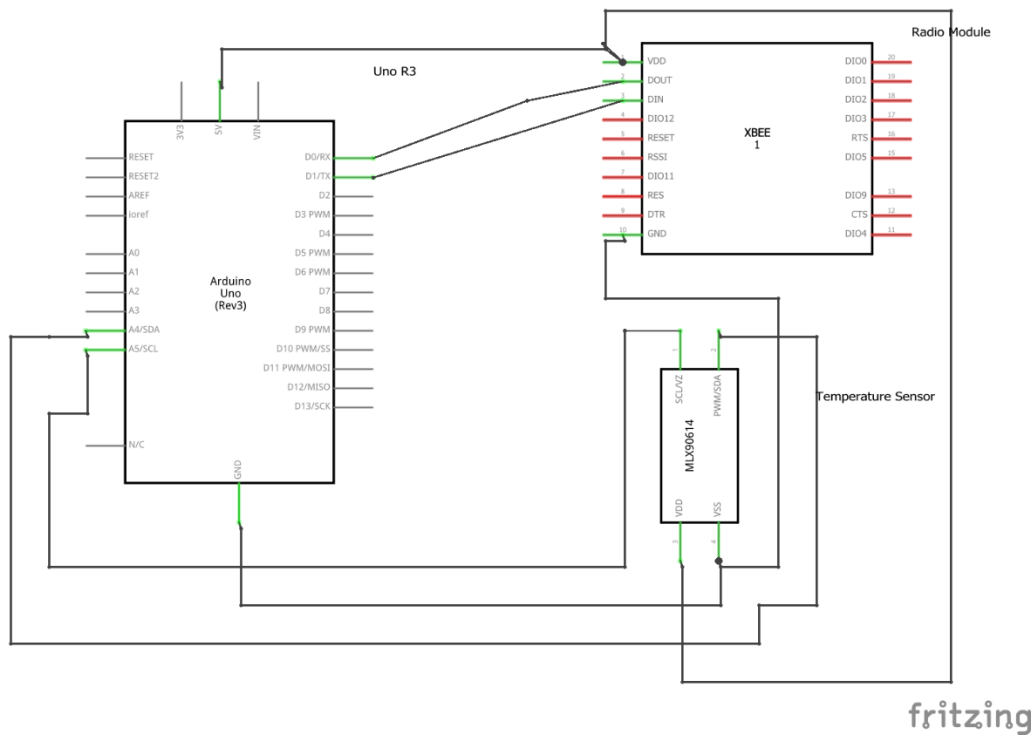 Radio Module
Uno R3
3V3
5V
VIN
RESET
RESET2
AREF
ioref
A0
A1
A2
A3
A4/SDA
A5/SCL
N/C
Arduino
Uno
(Rev3)
D0/RX
D1/TX
D2
D3 PWM
D4
D5 PWM
D6 PWM
D7
D8
D9 PWM
D10 PWM/SS
D11 PWM/MOSI
D12/MISO
D13/SCK
GND
1 VDD
2 DOUT
3 DIN
4 DIO12
5 RESET
6 RSSI
7 DIO11
8 RES
9 DTR
10 GND
XBEE
1
DIO0 20
DIO1 19
DIO2 18
DIO3 17
RTS 16
DIO5 15
DIO9 13
CTS 12
DIO4 11
1
2
SCL/VZ
PWM/SDA
MLX90614
VDD
VSS
3
4
Temperature Sensor
fritzing